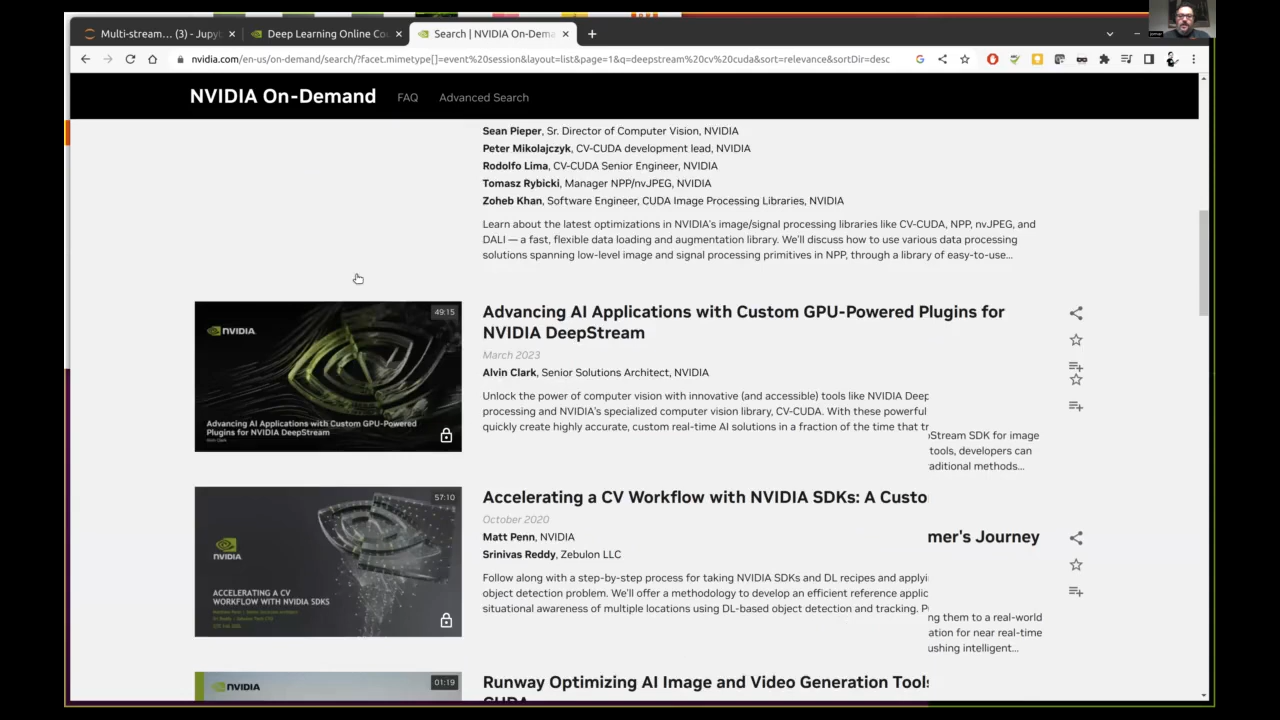 Multi-stream… (3) - Jupyt
Deep Learning Online Cou
Search | NVIDIA On-Dema
nvidia.com/en-us/on-demand/search/?facet.mimetype[]=event%20session&layout=list&page=1&q=deepstream%20cv%20cuda&sort=relevance&sortDir=desc
NVIDIA On-Demand FAQ Advanced Search
Sean Pieper, Sr. Director of Computer Vision, NVIDIA
Peter Mikolajczyk, CV-CUDA development lead, NVIDIA
Rodolfo Lima, CV-CUDA Senior Engineer, NVIDIA
Tomasz Rybicki, Manager NPP/nvJPEG, NVIDIA
Zoheb Khan, Software Engineer, CUDA Image Processing Libraries, NVIDIA
Learn about the latest optimizations in NVIDIA's image/signal processing libraries like CV-CUDA, NPP, nvJPEG, and
DALI — a fast, flexible data loading and augmentation library. We'll discuss how to use various data processing
solutions spanning low-level image and signal processing primitives in NPP, through a library of easy-to-use...
49:15
NVIDIA
Advancing AI Applications with Custom GPU-Powered
Plugins for NVIDIA DeepStream
Alvin Clark
Advancing AI Applications with Custom GPU-Powered Plugins for
NVIDIA DeepStream
March 2023
Alvin Clark, Senior Solutions Architect, NVIDIA
Unlock the power of computer vision with innovative (and accessible) tools like NVIDIA Deep
processing and NVIDIA's specialized computer vision library, CV-CUDA. With these powerful
quickly create highly accurate, custom real-time AI solutions in a fraction of the time that tr
Stream SDK for image
tools, developers can
aditional methods...
57:10
NVIDIA
ACCELERATING A CV
WORKFLOW WITH NVIDIA SDKS
Accelerating a CV Workflow with NVIDIA SDKs: A Custo
mer's Journey
October 2020
Matt Penn, NVIDIA
Srinivas Reddy, Zebulon LLC
Follow along with a step-by-step process for taking NVIDIA SDKs and DL recipes and applyi
object detection problem. We'll offer a methodology to develop an efficient reference applic
situational awareness of multiple locations using DL-based object detection and tracking. P
ng them to a real-world
ation for near real-time
ushing intelligent...
01:19
NVIDIA
Runway Optimizing AI Image and Video Generation Tools
CUDA